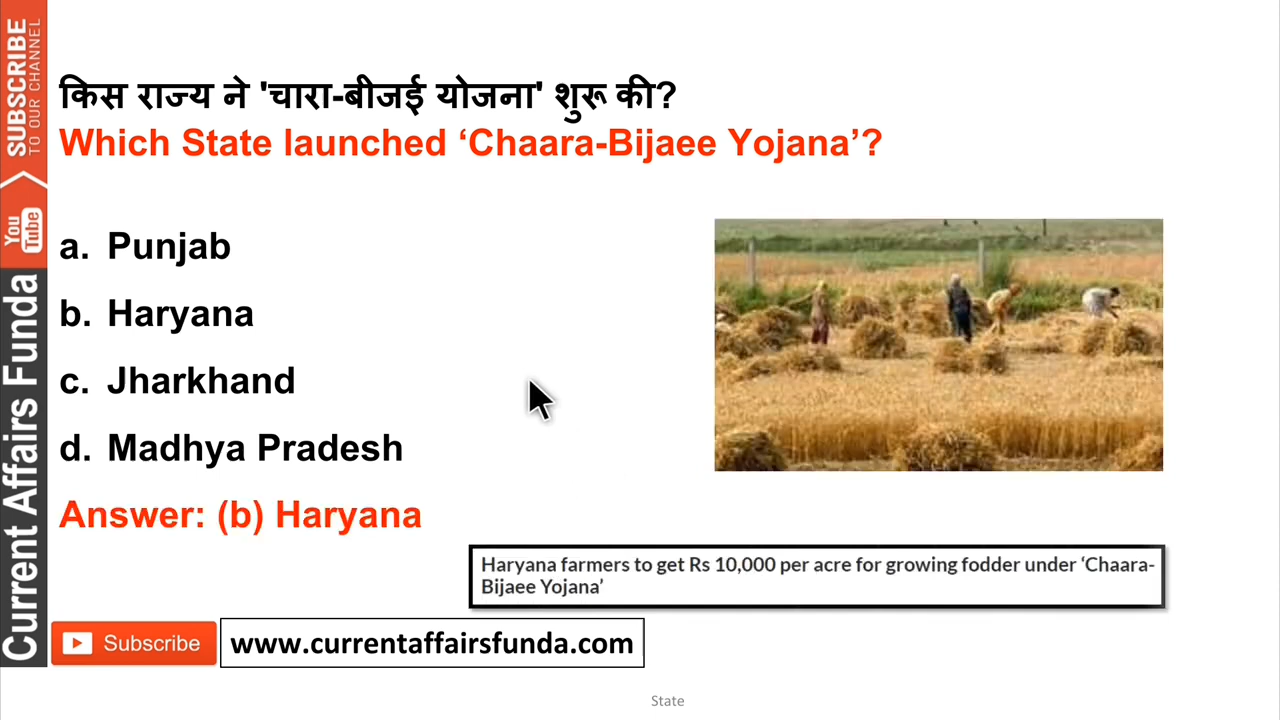 किस राज्य ने 'चारा-बीजई योजना' शुरू की?
Which State launched ‘Chaara-Bijaee Yojana’?
a. Punjab
b. Haryana
c. Jharkhand
d. Madhya Pradesh
Answer: (b) Haryana
Haryana farmers to get Rs 10,000 per acre for growing fodder under ‘Chaara-
Bijaee Yojana’
Subscribe
www.currentaffairsfunda.com
State
SUBSCRIBE
TO OUR CHANNEL
You
Tube
Current Affairs Funda